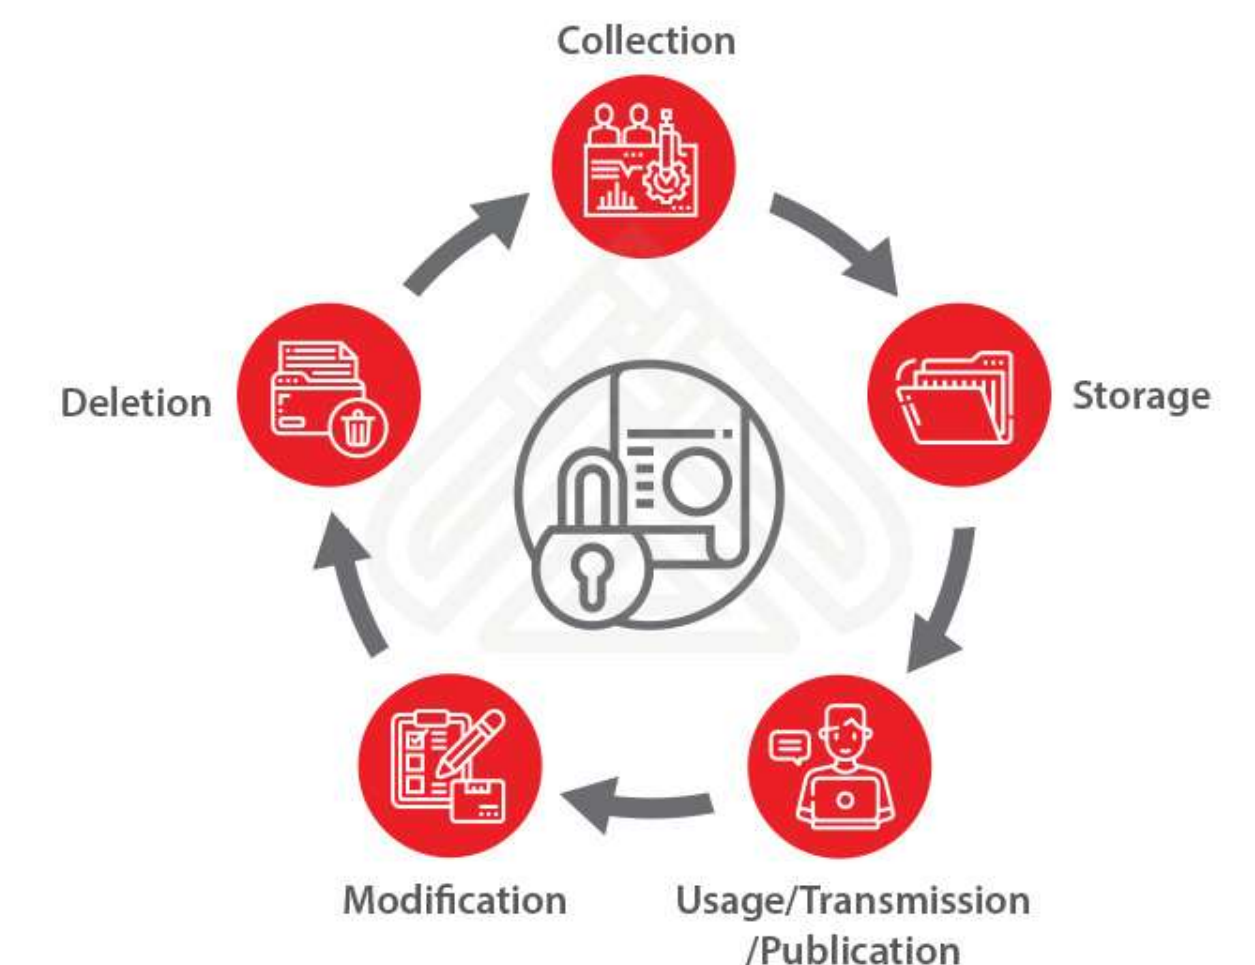 Collection
Storage
Usage/Transmission
/Publication
Modification
Deletion